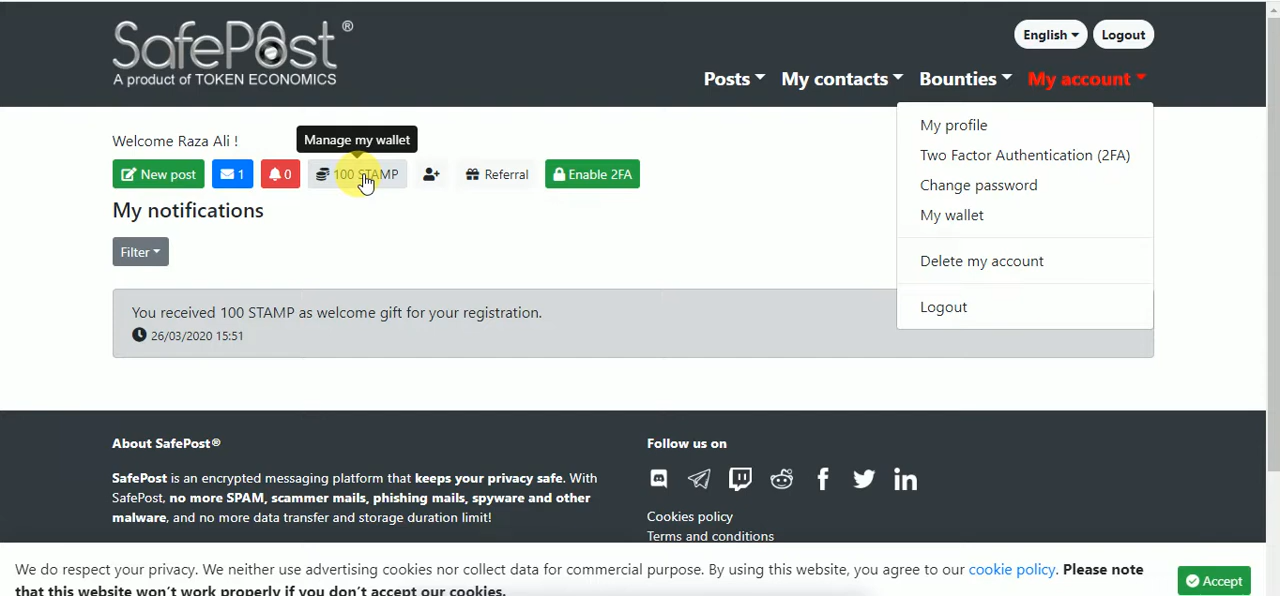 SafePost®
A product of TOKEN ECONOMICS
English
Logout
Posts
My contacts
Bounties
My account
My profile
Two Factor Authentication (2FA)
Change password
My wallet
Delete my account
Logout
Welcome Raza Ali !
Manage my wallet
New post
1
0
100 STAMP
Referral
Enable 2FA
My notifications
Filter
You received 100 STAMP as welcome gift for your registration.
26/03/2020 15:51
About SafePost®
SafePost is an encrypted messaging platform that keeps your privacy safe. With
SafePost, no more SPAM, scammer mails, phishing mails, spyware and other
malware, and no more data transfer and storage duration limit!
Follow us on
Cookies policy
Terms and conditions
We do respect your privacy. We neither use advertising cookies nor collect data for commercial purpose. By using this website, you agree to our cookie policy. Please note
that this website won't work properly if you don't accept our cookies.
Accept